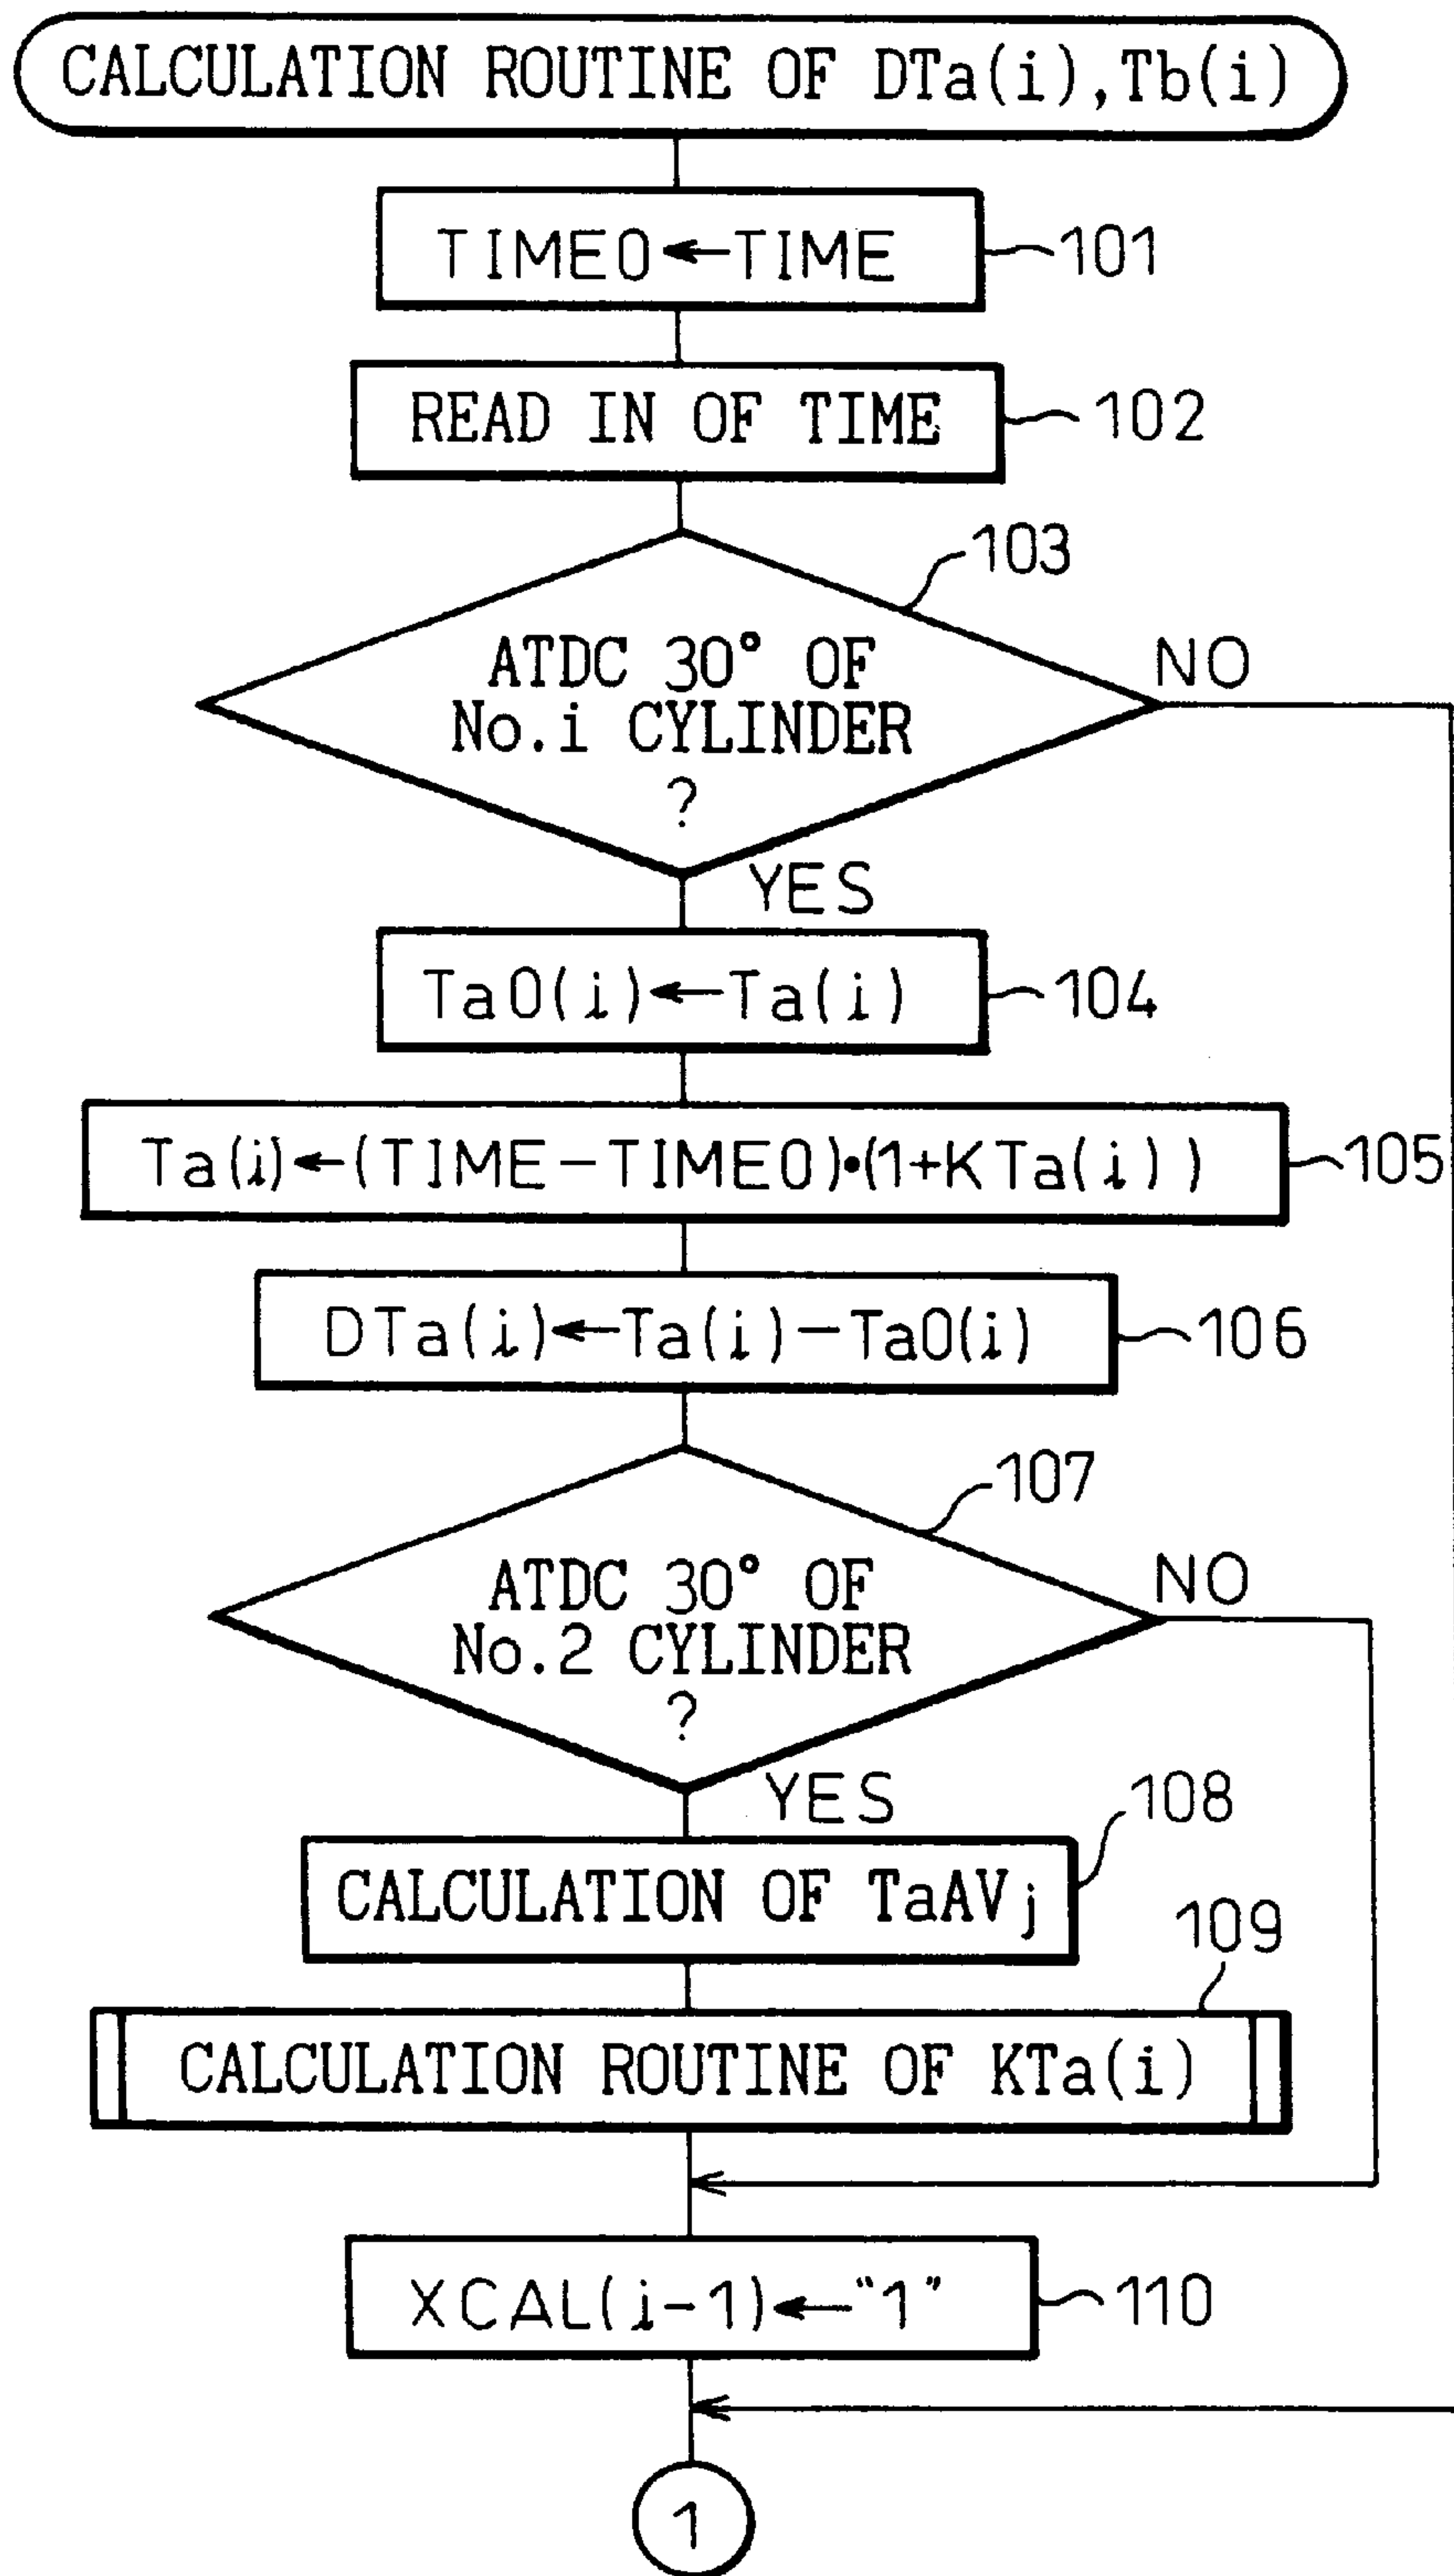 CALCULATION ROUTINE OF DTa(i),Tb(i)
TIME0←TIME
101
READ IN OF TIME
102
103
ATDC 30° OF
No.i CYLINDER
?
NO
YES
Ta0(i)←Ta(i)
104
Ta(i)←(TIME−TIME0)•(1+KTa(i))
105
DTa(i)←Ta(i)−Ta0(i)
106
107
ATDC 30° OF
No.2 CYLINDER
?
NO
YES
108
CALCULATION OF TaAVj
109
CALCULATION ROUTINE OF KTa(i)
XCAL(i−1)←“1”
110
1